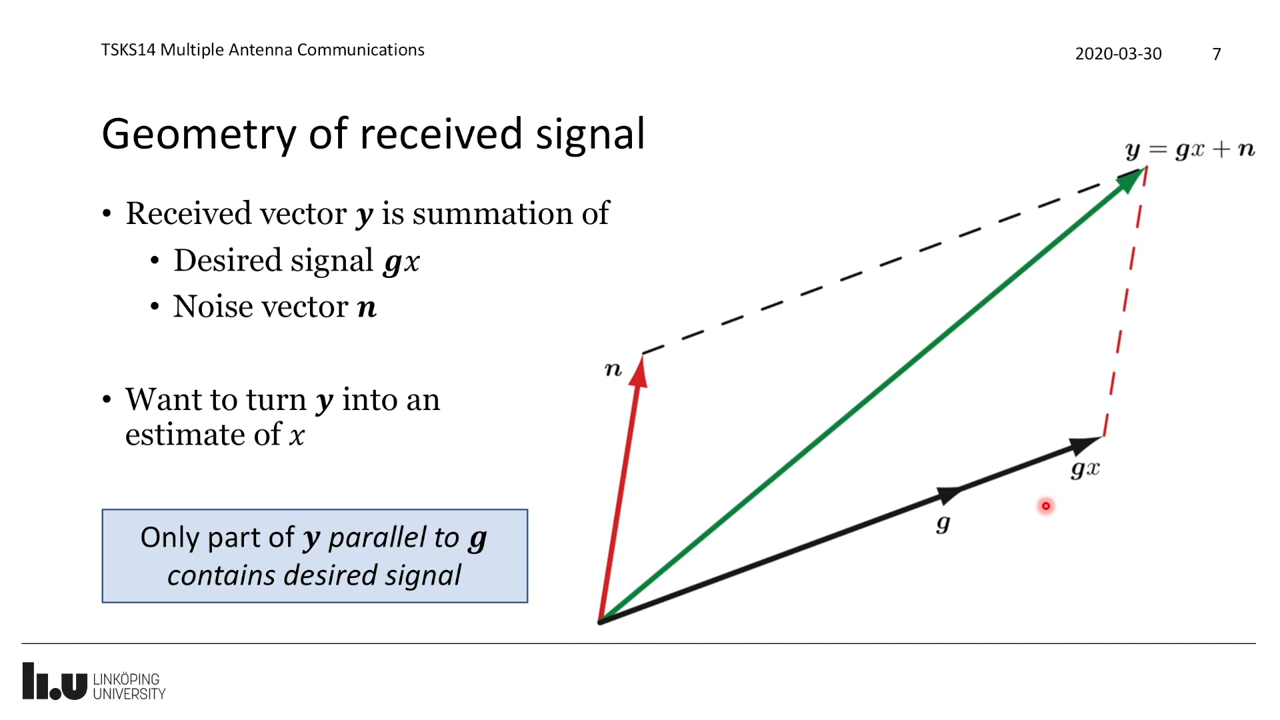 TSKS14 Multiple Antenna Communications
2020-03-30 7
Geometry of received signal
• Received vector y is summation of
• Desired signal gx
• Noise vector n
• Want to turn y into an
estimate of x
Only part of y parallel to g
contains desired signal
y = gx + n
n
gx
g
li.u LINKÖPING
UNIVERSITY